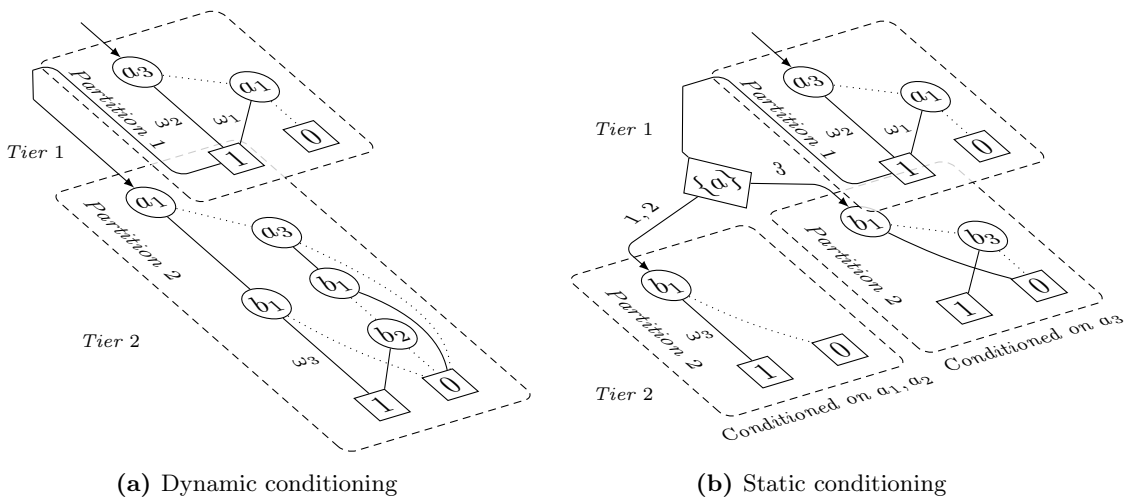 a3
a1
Partition 1
ω2
ω1
1
0
Tier 1
a1
a3
Partition 2
b1
b1
b2
Tier 2
ω3
1
0
(a) Dynamic conditioning
a3
a1
Partition 1
ω2
ω1
1
0
Tier 1
{a}
3
1,2
b1
b3
Partition 2
1
0
b1
Partition 2
ω3
1
0
Tier 2
Conditioned on a1,a2
Conditioned on a3
(b) Static conditioning